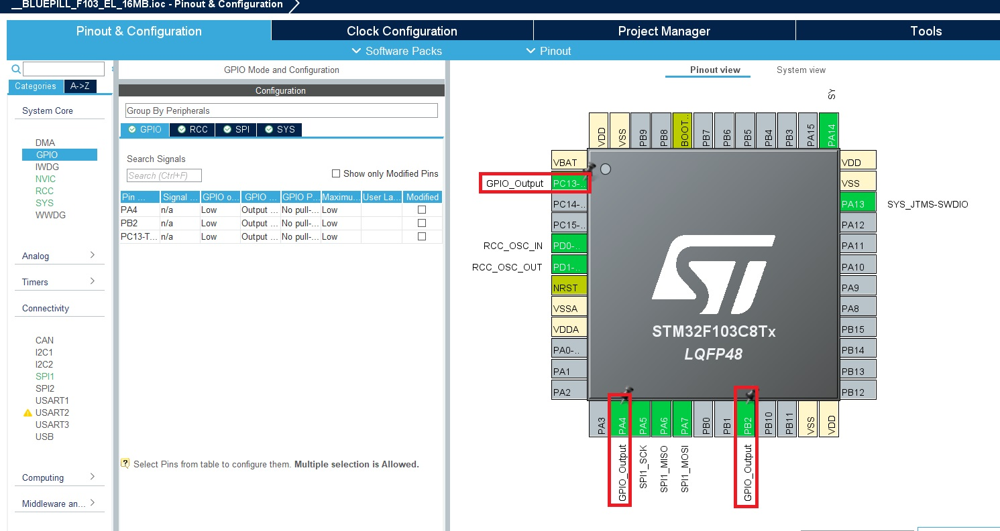 __BLUEPILL_F103_EL_16MB.ioc - Pinout & Configuration
Pinout & Configuration
Clock Configuration
Project Manager
Tools
Software Packs
Pinout
Categories
A->Z
System Core
DMA
GPIO
IWDG
NVIC
RCC
SYS
WWDG
Analog
Timers
Connectivity
CAN
I2C1
I2C2
SPI1
SPI2
USART1
USART2
USART3
USB
Computing
Middleware an...
GPIO Mode and Configuration
Configuration
Group By Peripherals
GPIO RCC SPI SYS
Search Signals
Search (Ctrl+F)
Show only Modified Pins
Pin ... Signal ... GPIO o... GPIO ... GPIO P... Maximu... User La... Modified
PA4 n/a Low Output ... No pull-... Low
PB2 n/a Low Output ... No pull-... Low
PC13-T... n/a Low Output ... No pull-... Low
Select Pins from table to configure them. Multiple selection is Allowed.
Pinout view
System view
SY
VDD
VSS
PB9
PB8
BOOT..
PB7
PB6
PB5
PB4
PB3
PA15
PA14
VBAT
GPIO_Output PC13-..
PC14-..
PC15-..
RCC_OSC_IN PD0-..
RCC_OSC_OUT PD1-..
NRST
VSSA
VDDA
PA0-..
PA1
PA2
VDD
VSS
PA13 SYS_JTMS-SWDIO
PA12
PA11
PA10
PA9
PA8
PB15
PB14
PB13
PB12
ST
STM32F103C8Tx
LQFP48
PA3
PA4
PA5
PA6
PA7
PB0
PB1
PB2
PB10
PB11
VSS
VDD
GPIO_Output
SPI1_SCK
SPI1_MISO
SPI1_MOSI
GPIO_Output